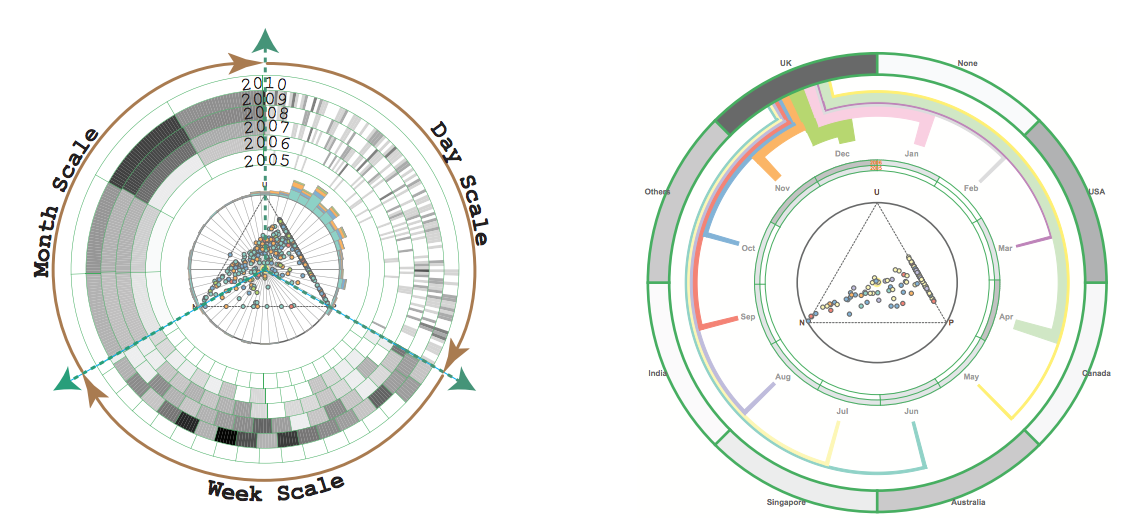 Month Scale
Day Scale
Week Scale
2010
2009
2008
2007
2006
2005
U
UK
None
Others
USA
India
Canada
Singapore
Australia
Dec
Jan
Nov
Feb
Oct
Mar
Sep
Apr
Aug
May
Jul
Jun
U
N
P